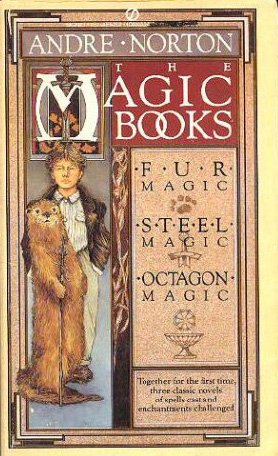 ANDRE · NORTON
THE
MAGIC
BOOKS
· F · U · R ·
MAGIC
· S · T · E · E · L ·
MAGIC
· OCTAGON ·
MAGIC
Together for the first time,
three classic novels
of spells cast and
enchantments challenged